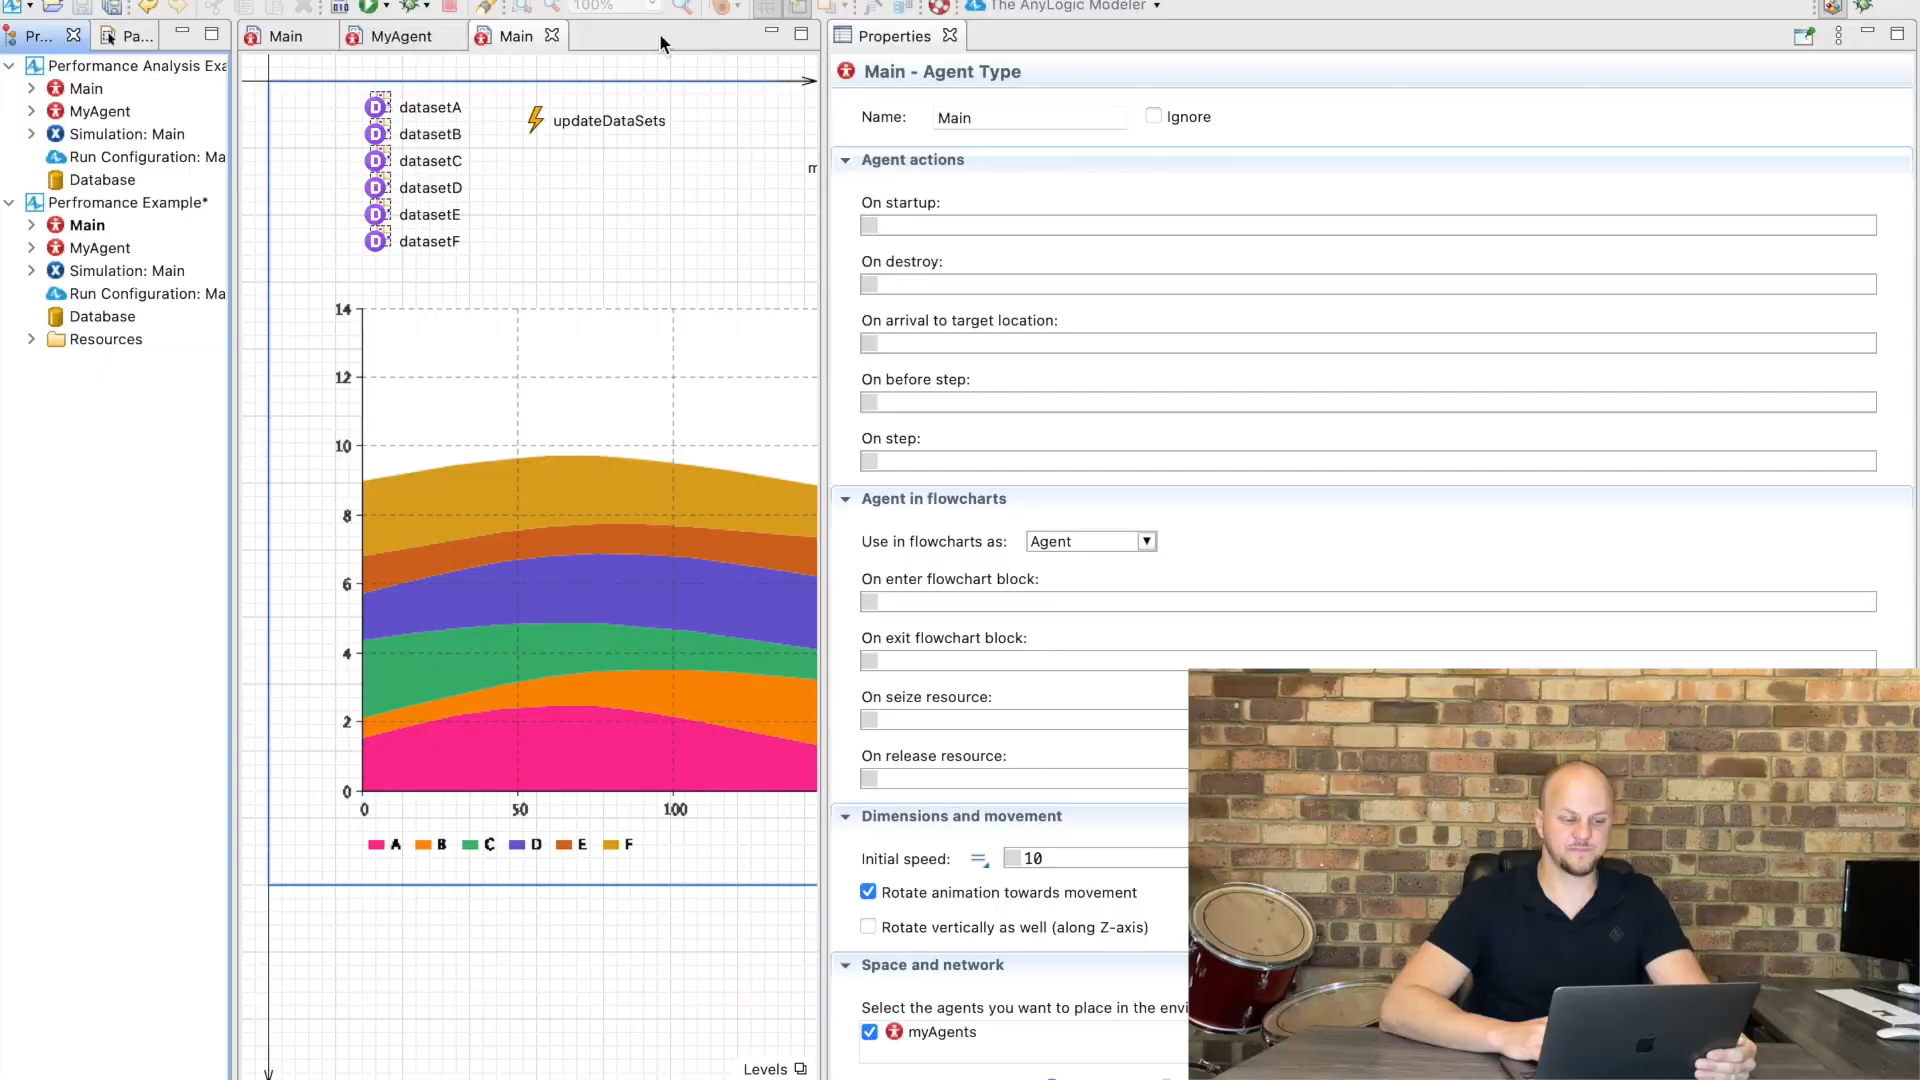 100%
The AnyLogic Modeler
Pr...
Pa...
Main
MyAgent
Main
Properties
Performance Analysis Exa
Main
MyAgent
Simulation: Main
Run Configuration: Ma
Database
Perfromance Example*
Main
MyAgent
Simulation: Main
Run Configuration: Ma
Database
Resources
datasetA
datasetB
datasetC
datasetD
datasetE
datasetF
updateDataSets
m
14
12
10
8
6
4
2
0
0 50 100
A B C D E F
Levels
Main - Agent Type
Name: Main Ignore
Agent actions
On startup:
On destroy:
On arrival to target location:
On before step:
On step:
Agent in flowcharts
Use in flowcharts as: Agent
On enter flowchart block:
On exit flowchart block:
On seize resource:
On release resource:
Dimensions and movement
Initial speed: 10
Rotate animation towards movement
Rotate vertically as well (along Z-axis)
Space and network
Select the agents you want to place in the envi
myAgents